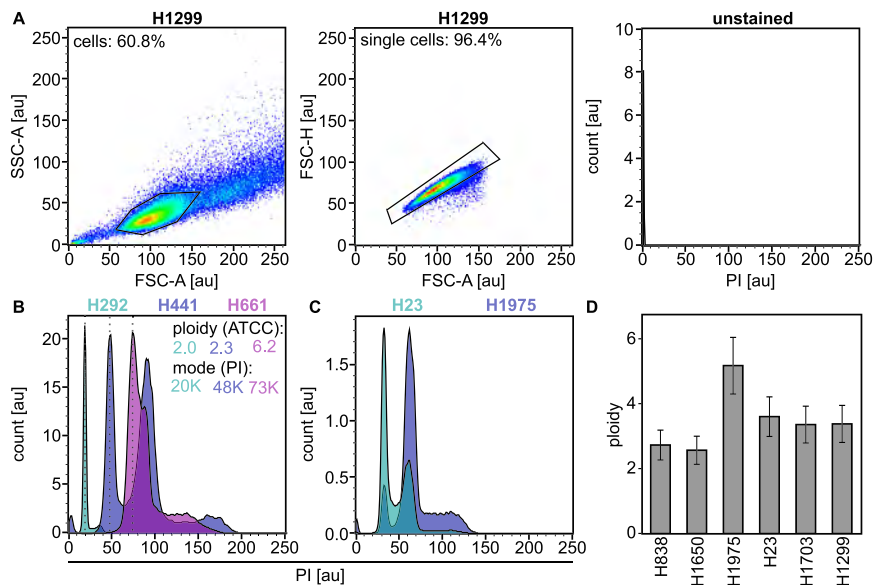 A
H1299
cells: 60.8%
SSC-A [au]
250
200
150
100
50
0
0 50 100 150 200 250
FSC-A [au]
H1299
single cells: 96.4%
FSC-H [au]
250
200
150
100
50
0
0 50 100 150 200 250
FSC-A [au]
unstained
count [au]
10
8
6
4
2
0
0 50 100 150 200 250
PI [au]
B
H292 H441 H661
ploidy (ATCC):
2.0 2.3 6.2
mode (PI):
20K 48K 73K
count [au]
20
15
10
5
0
0 50 100 150 200 250
C
H23 H1975
count [au]
1.5
1.0
0.5
0.0
0 50 100 150 200 250
PI [au]
D
ploidy
6
4
2
0
H838
H1650
H1975
H23
H1703
H1299